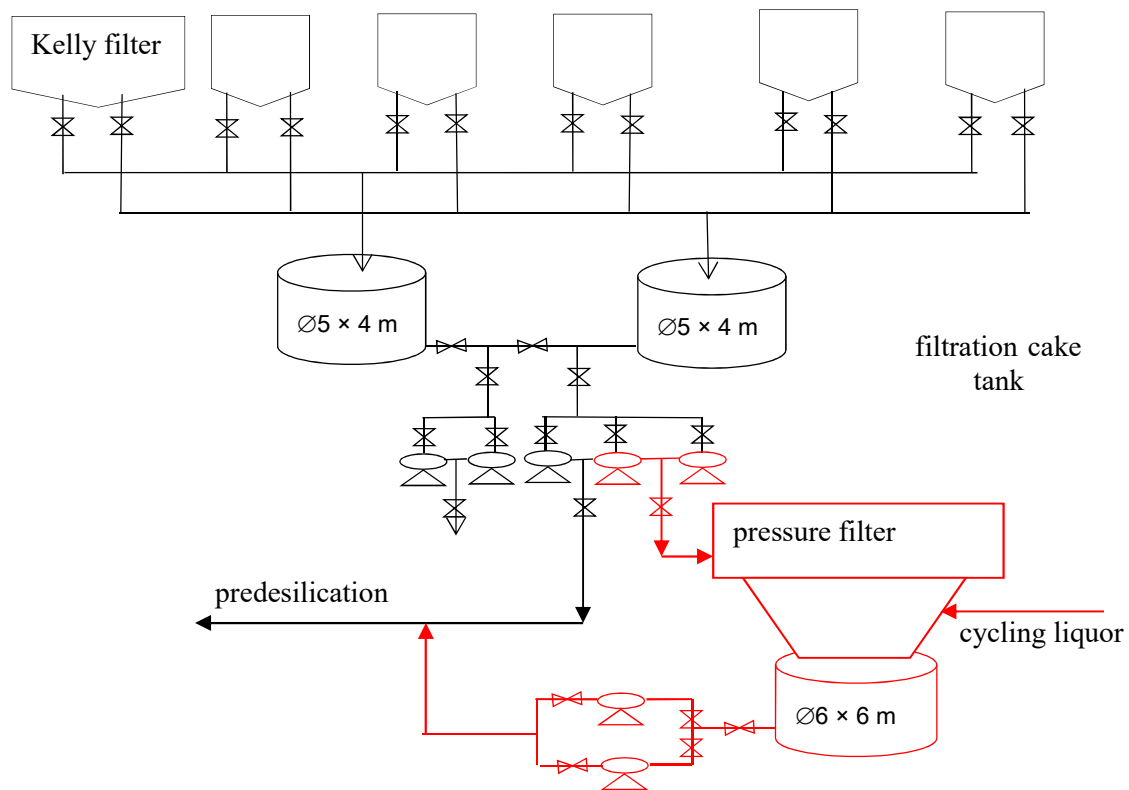 Kelly filter
∅5 × 4 m
∅5 × 4 m
filtration cake
tank
pressure filter
predesilication
cycling liquor
∅6 × 6 m